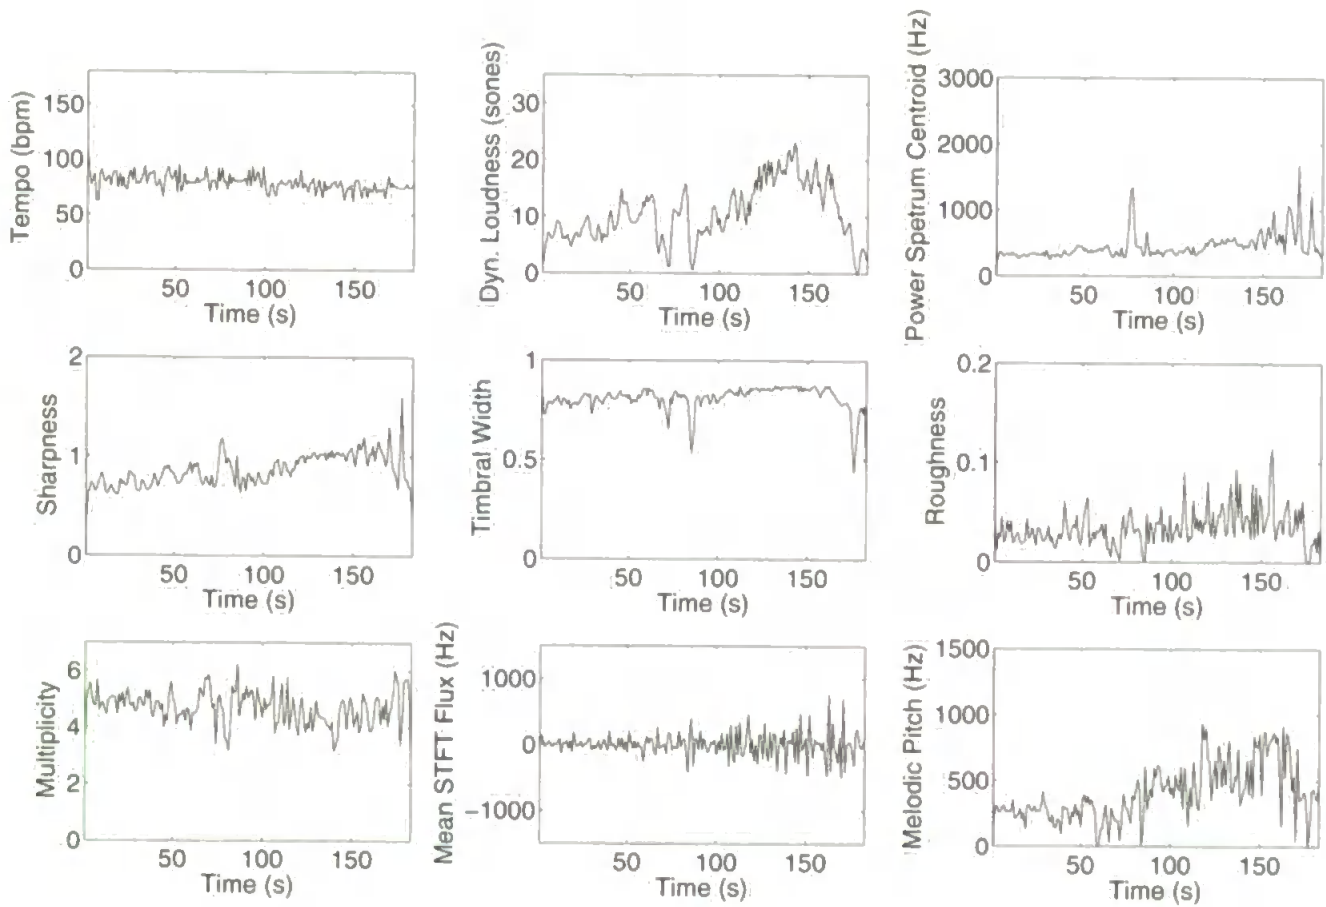 Tempo (bpm)
150
100
50
0
50 100 150
Time (s)
Dyn. Loudness (sones)
30
20
10
0
50 100 150
Time (s)
Power Spetrum Centroid (Hz)
3000
2000
1000
0
50 100 150
Time (s)
Sharpness
2
1
0
50 100 150
Time (s)
Timbral Width
1
0.5
0
50 100 150
Time (s)
Roughness
0.2
0.1
0
50 100 150
Time (s)
Multiplicity
6
4
2
0
50 100 150
Time (s)
Mean STFT Flux (Hz)
1000
0
−1000
50 100 150
Time (s)
Melodic Pitch (Hz)
1500
1000
500
0
50 100 150
Time (s)